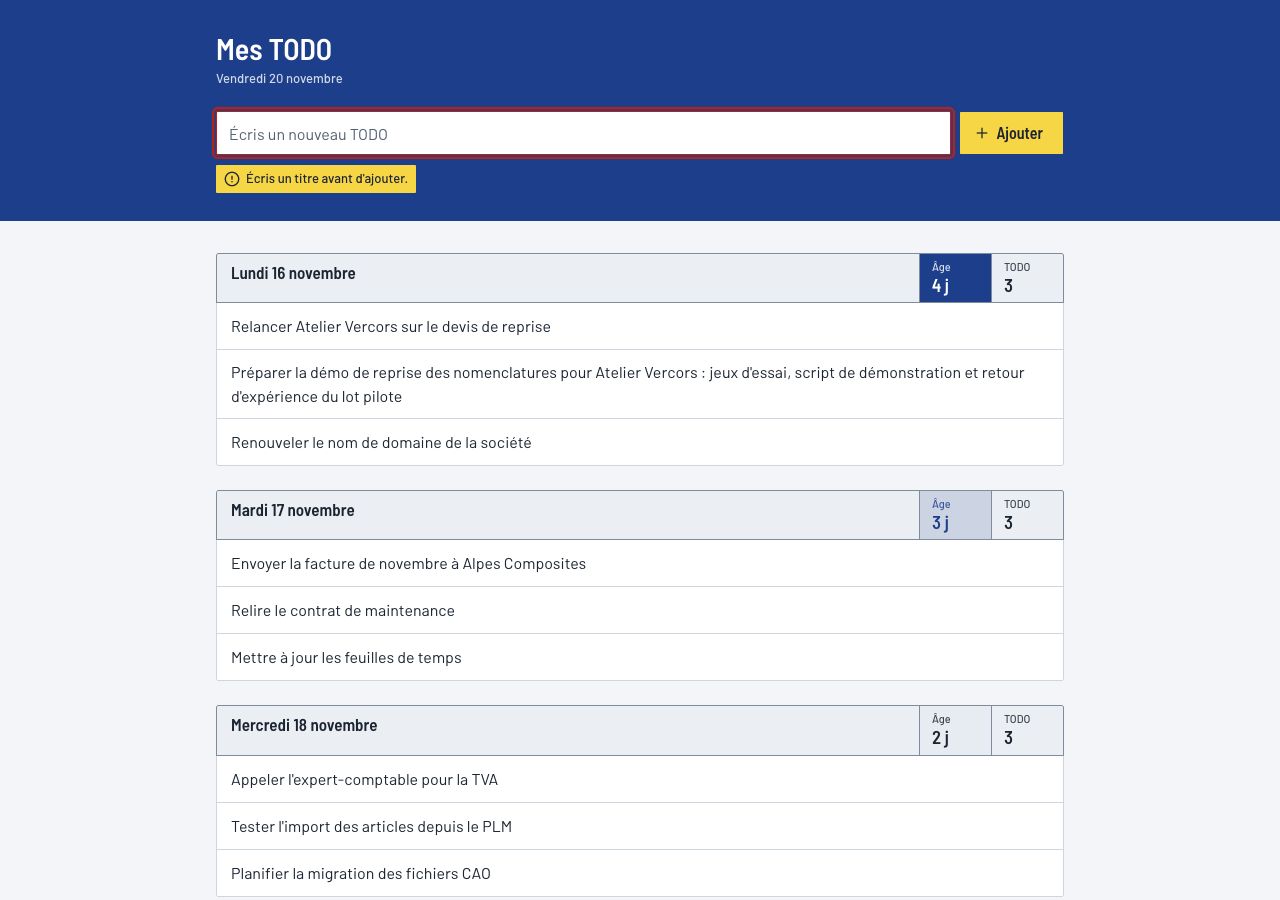 Mes TODO
Vendredi 20 novembre
Écris un nouveau TODO
Ajouter
Écris un titre avant d'ajouter.
Lundi 16 novembre
Âge
4 j
TODO
3
Relancer Atelier Vercors sur le devis de reprise
Préparer la démo de reprise des nomenclatures pour Atelier Vercors : jeux d'essai, script de démonstration et retour
d'expérience du lot pilote
Renouveler le nom de domaine de la société
Mardi 17 novembre
Âge
3 j
TODO
3
Envoyer la facture de novembre à Alpes Composites
Relire le contrat de maintenance
Mettre à jour les feuilles de temps
Mercredi 18 novembre
Âge
2 j
TODO
3
Appeler l'expert-comptable pour la TVA
Tester l'import des articles depuis le PLM
Planifier la migration des fichiers CAO